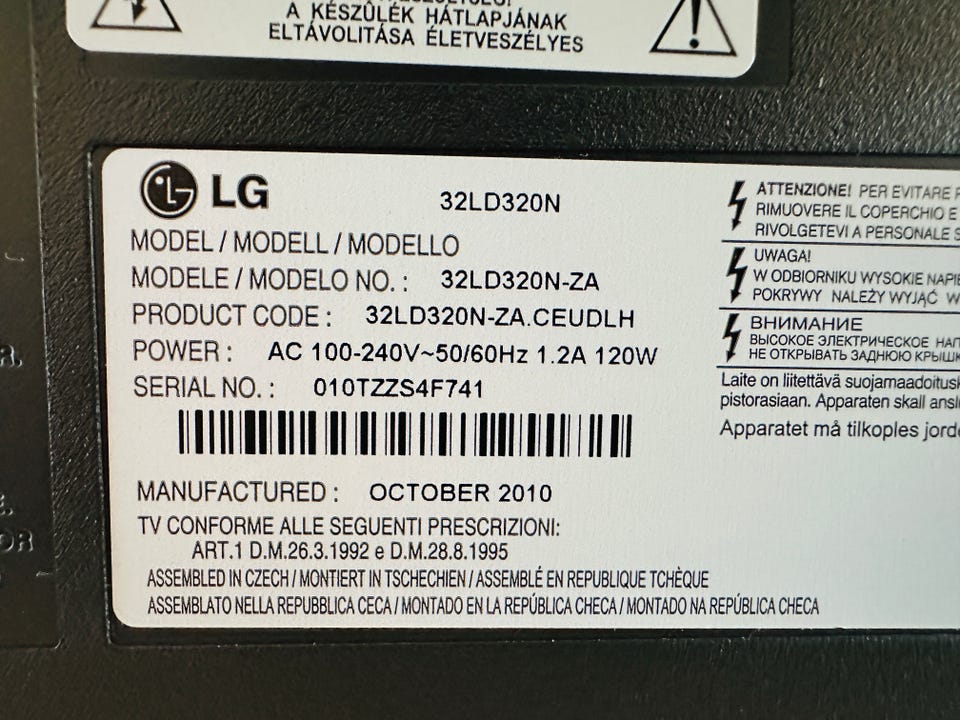 A KÉSZÜLÉK HÁTLAPJÁNAK
ELTÁVOLITÁSA ÉLETVESZÉLYES
LG
32LD320N
MODEL / MODELL / MODELLO
MODELE / MODELO NO. : 32LD320N-ZA
PRODUCT CODE : 32LD320N-ZA.CEUDLH
POWER : AC 100-240V~50/60Hz 1.2A 120W
SERIAL NO. : 010TZZS4F741
MANUFACTURED : OCTOBER 2010
TV CONFORME ALLE SEGUENTI PRESCRIZIONI:
ART.1 D.M.26.3.1992 e D.M.28.8.1995
ASSEMBLED IN CZECH / MONTIERT IN TSCHECHIEN / ASSEMBLÉ EN REPUBLIQUE TCHÈQUE
ASSEMBLATO NELLA REPUBBLICA CECA / MONTADO EN LA REPÚBLICA CHECA / MONTADO NA REPÚBLICA CHECA
ATTENZIONE! PER EVITARE
RIMUOVERE IL COPERCHIO E
RIVOLGETEVI A PERSONALE
UWAGA!
W ODBIORNIKU WYSOKIE
POKRYWY NALEŻY WYJĄĆ
ВНИМАНИЕ
ВЫСОКОЕ ЭЛЕКТРИЧЕСКОЕ
НЕ ОТКРЫВАТЬ ЗАДНЮЮ
Laite on liitettävä
pistorasiaan. Apparaten skall
Apparatet må tilkoples